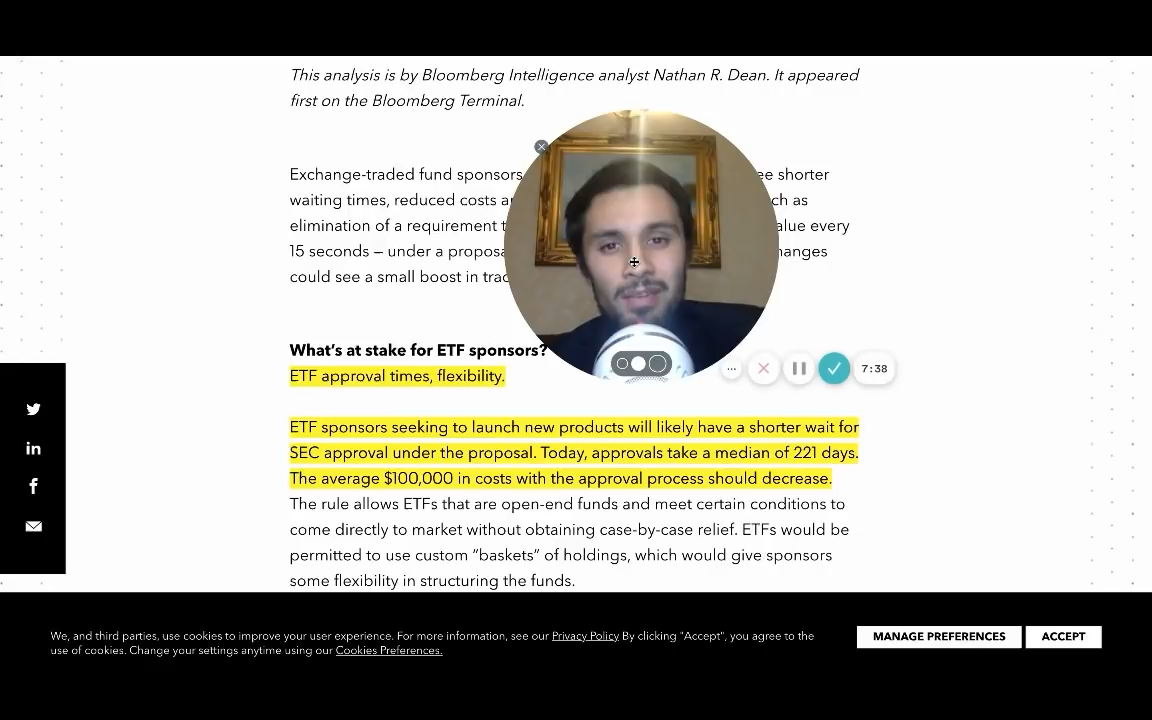 This analysis is by Bloomberg Intelligence analyst Nathan R. Dean. It appeared
first on the Bloomberg Terminal.
Exchange-traded fund sponsors ee shorter
waiting times, reduced costs ch as
elimination of a requirement alue every
15 seconds – under a hanges
could see a small boost in
What's at stake for ETF sponsors?
ETF approval times, flexibility.
7:38
ETF sponsors seeking to launch new products will likely have a shorter wait for
SEC approval under the proposal. Today, approvals take a median of 221 days.
The average $100,000 in costs with the approval process should decrease.
The rule allows ETFs that are open-end funds and meet certain conditions to
come directly to market without obtaining case-by-case relief. ETFs would be
permitted to use custom "baskets" of holdings, which would give sponsors
some flexibility in structuring the funds.
We, and third parties, use cookies to improve your user experience. For more information, see our Privacy Policy By clicking "Accept", you agree to the
use of cookies. Change your settings anytime using our Cookies Preferences.
MANAGE PREFERENCES
ACCEPT